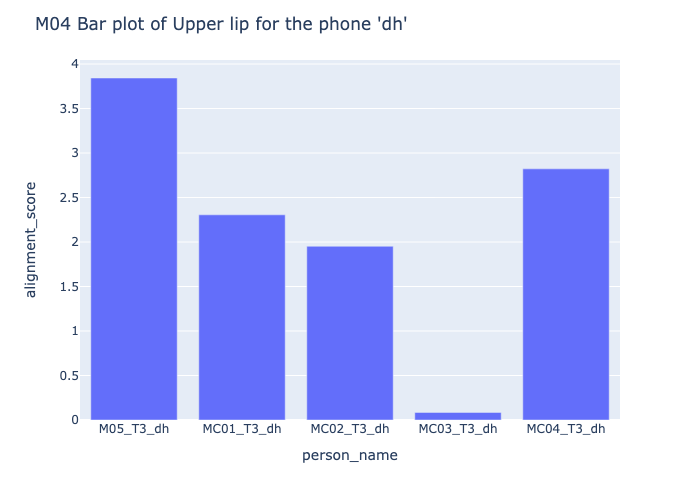 M04 Bar plot of Upper lip for the phone 'dh'
4
3.5
3
2.5
2
1.5
1
0.5
0
alignment_score
M05_T3_dh MC01_T3_dh MC02_T3_dh MC03_T3_dh MC04_T3_dh
person_name